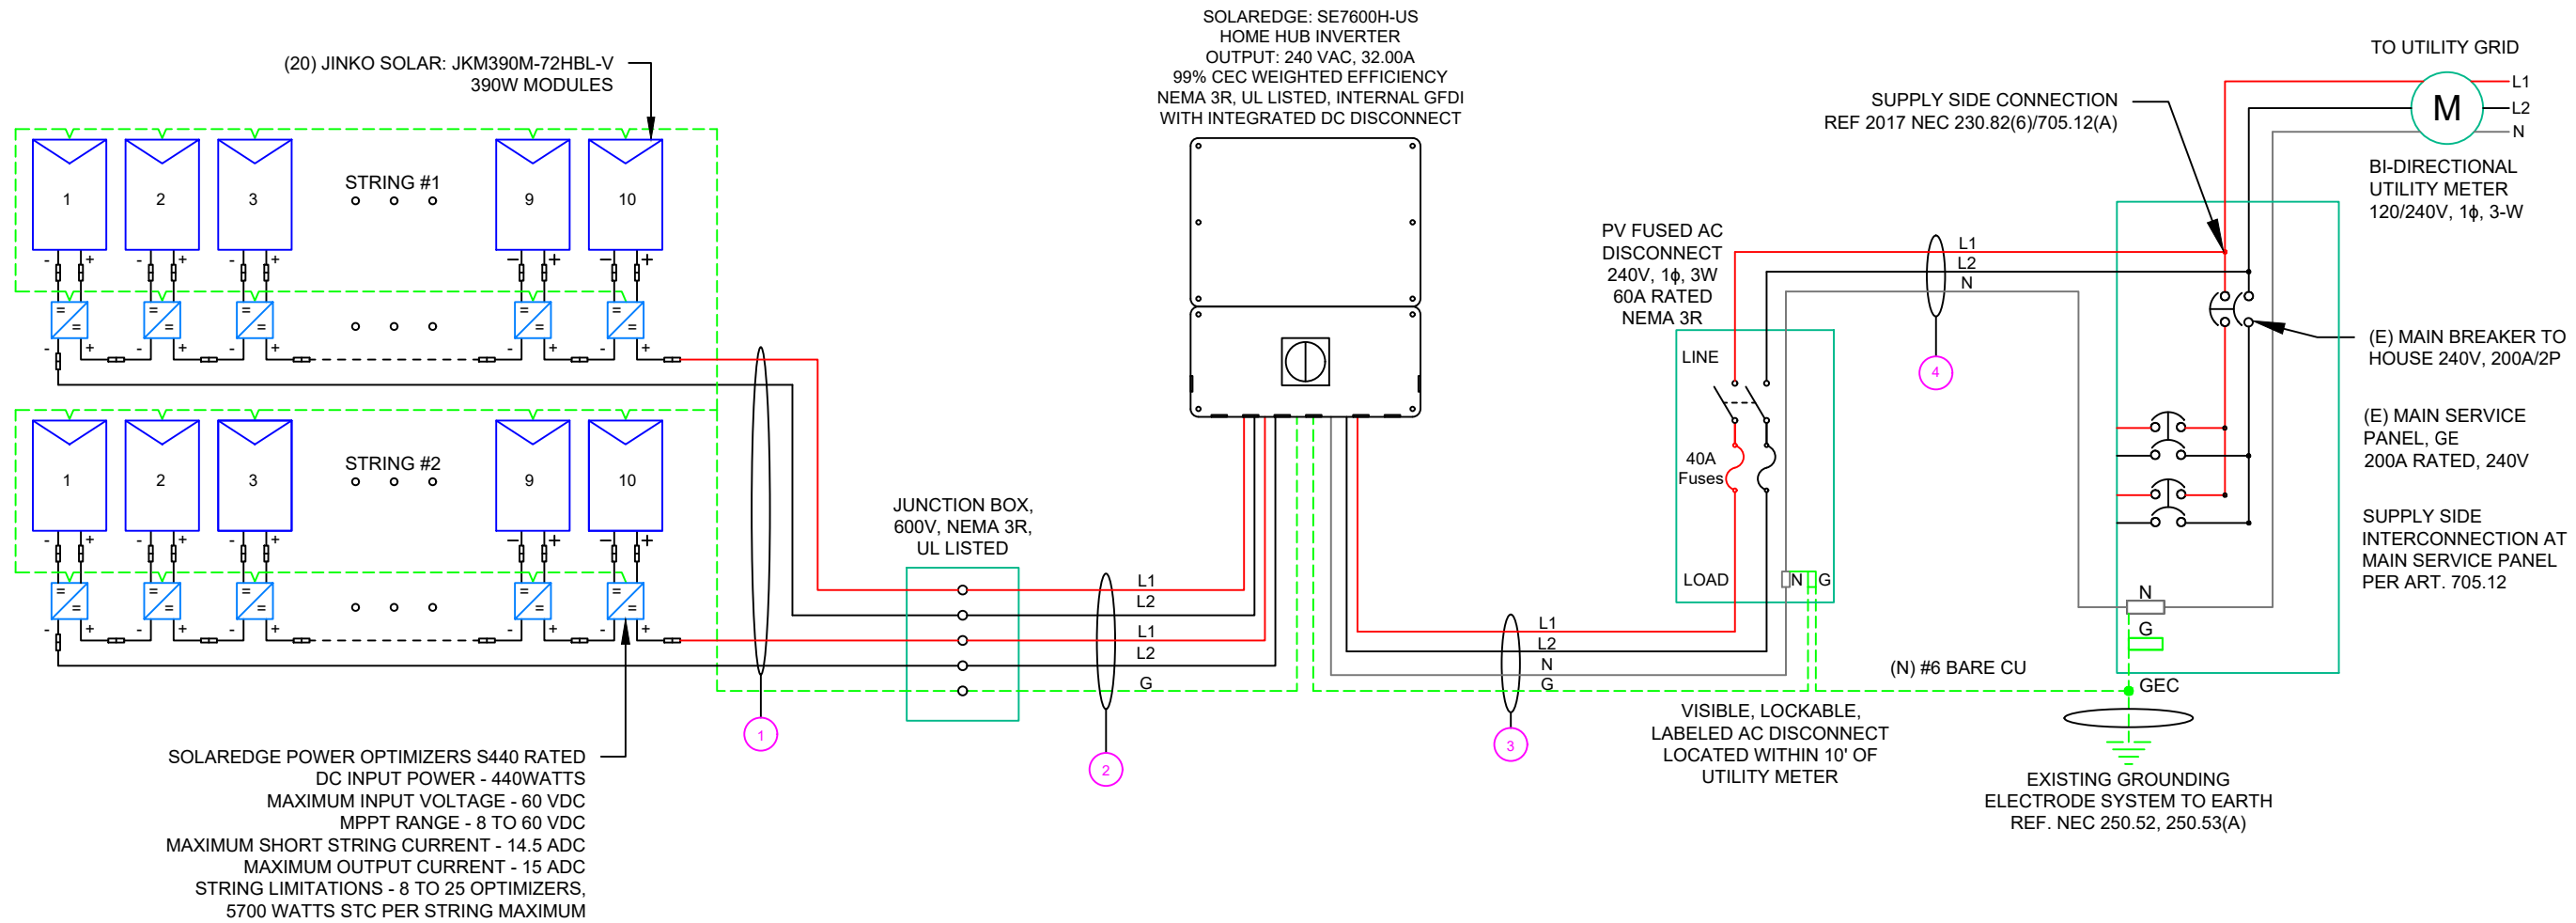 SOLAREDGE: SE7600H-US
HOME HUB INVERTER
OUTPUT: 240 VAC, 32.00A
99% CEC WEIGHTED EFFICIENCY
NEMA 3R, UL LISTED, INTERNAL GFDI
WITH INTEGRATED DC DISCONNECT
(20) JINKO SOLAR: JKM390M-72HBL-V
390W MODULES
TO UTILITY GRID
L1
L2
N
M
SUPPLY SIDE CONNECTION
REF 2017 NEC 230.82(6)/705.12(A)
BI-DIRECTIONAL
UTILITY METER
120/240V, 1ϕ, 3-W
STRING #1
1
2
3
9
10
- +
- +
- +
- +
- +
= =
= =
= =
= =
= =
- +
- +
- +
- +
- +
PV FUSED AC
DISCONNECT
240V, 1ϕ, 3W
60A RATED
NEMA 3R
L1
L2
N
4
LINE
40A
Fuses
LOAD
N
G
(E) MAIN BREAKER TO
HOUSE 240V, 200A/2P
(E) MAIN SERVICE
PANEL, GE
200A RATED, 240V
SUPPLY SIDE
INTERCONNECTION AT
MAIN SERVICE PANEL
PER ART. 705.12
STRING #2
1
2
3
9
10
- +
- +
- +
- +
- +
= =
= =
= =
= =
= =
- +
- +
- +
- +
- +
JUNCTION BOX,
600V, NEMA 3R,
UL LISTED
L1
L2
L1
L2
G
1
2
L1
L2
N
G
3
N
G
(N) #6 BARE CU
GEC
VISIBLE, LOCKABLE,
LABELED AC DISCONNECT
LOCATED WITHIN 10' OF
UTILITY METER
EXISTING GROUNDING
ELECTRODE SYSTEM TO EARTH
REF. NEC 250.52, 250.53(A)
SOLAREDGE POWER OPTIMIZERS S440 RATED
DC INPUT POWER - 440WATTS
MAXIMUM INPUT VOLTAGE - 60 VDC
MPPT RANGE - 8 TO 60 VDC
MAXIMUM SHORT STRING CURRENT - 14.5 ADC
MAXIMUM OUTPUT CURRENT - 15 ADC
STRING LIMITATIONS - 8 TO 25 OPTIMIZERS,
5700 WATTS STC PER STRING MAXIMUM